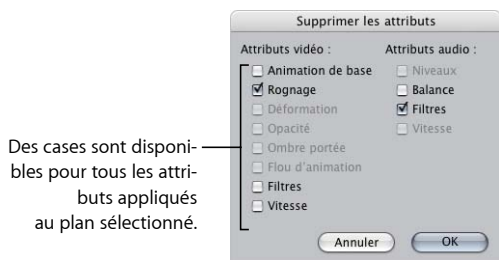 Supprimer les attributs
Attributs vidéo :
Attributs audio :
Animation de base
Niveaux
Rognage
Balance
Déformation
Filtres
Opacité
Vitesse
Ombre portée
Flou d'animation
Filtres
Vitesse
Des cases sont disponi-
bles pour tous les attri-
buts appliqués
au plan sélectionné.
Annuler
OK